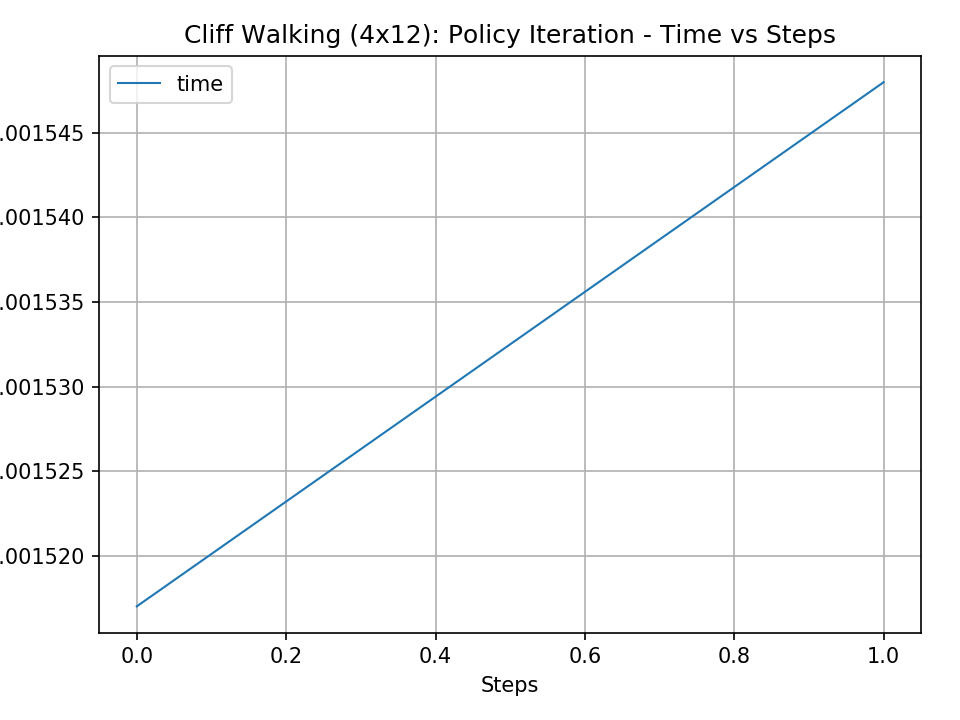 Cliff Walking (4x12): Policy Iteration - Time vs Steps
time
.001545
.001540
.001535
.001530
.001525
.001520
0.0 0.2 0.4 0.6 0.8 1.0
Steps